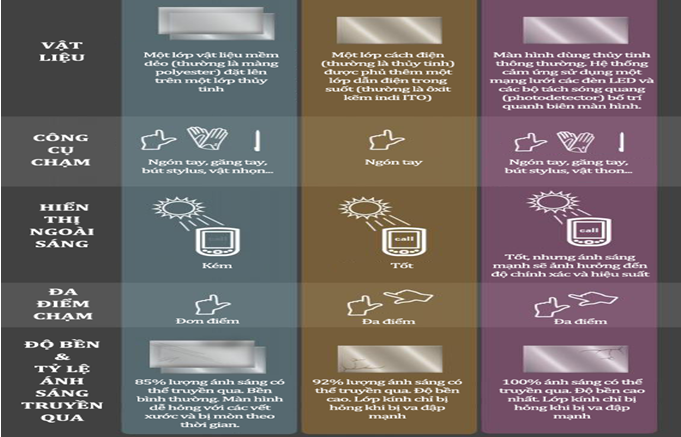 VẬT
LIỆU
Một lớp vật liệu mềm
dẻo (thường là màng
polyester) đặt lên
trên một lớp thủy
tinh
Một lớp cách điện
(thường là thủy tinh)
được phủ thêm một
lớp dẫn điện trong
suốt (thường là ôxit
kẽm indi ITO)
Màn hình dùng thủy tinh
thông thường. Hệ thống
cảm ứng sử dụng một
mạng lưới các đèn LED và
các bộ tách sóng quang
(photodetector) bố trí
quanh biên màn hình.
CÔNG
CỤ
CHẠM
Ngón tay, găng tay,
bút stylus, vật nhọn...
Ngón tay
Ngón tay, găng tay,
bút stylus, vật thon...
HIỂN
THỊ
NGOÀI
SÁNG
call
Kém
call
Tốt
call
Tốt, nhưng ánh sáng
mạnh sẽ ảnh hưởng đến
độ chính xác và hiệu suất
ĐA
ĐIỂM
CHẠM
Đơn điểm
Đa điểm
Đa điểm
ĐỘ BỀN
&
TỶ LỆ
ÁNH
SÁNG
TRUYỀN
QUA
85% lượng ánh sáng có
thể truyền qua. Bền
bình thường. Màn hình
dễ hỏng với các vết
xước và bị mòn theo
thời gian.
92% lượng ánh sáng có
thể truyền qua. Độ bền
cao. Lớp kính chỉ bị
hỏng khi bị va đập
mạnh
100% ánh sáng có thể
truyền qua. Độ bền cao
nhất. Lớp kính chỉ bị
hỏng khi bị va đập
mạnh